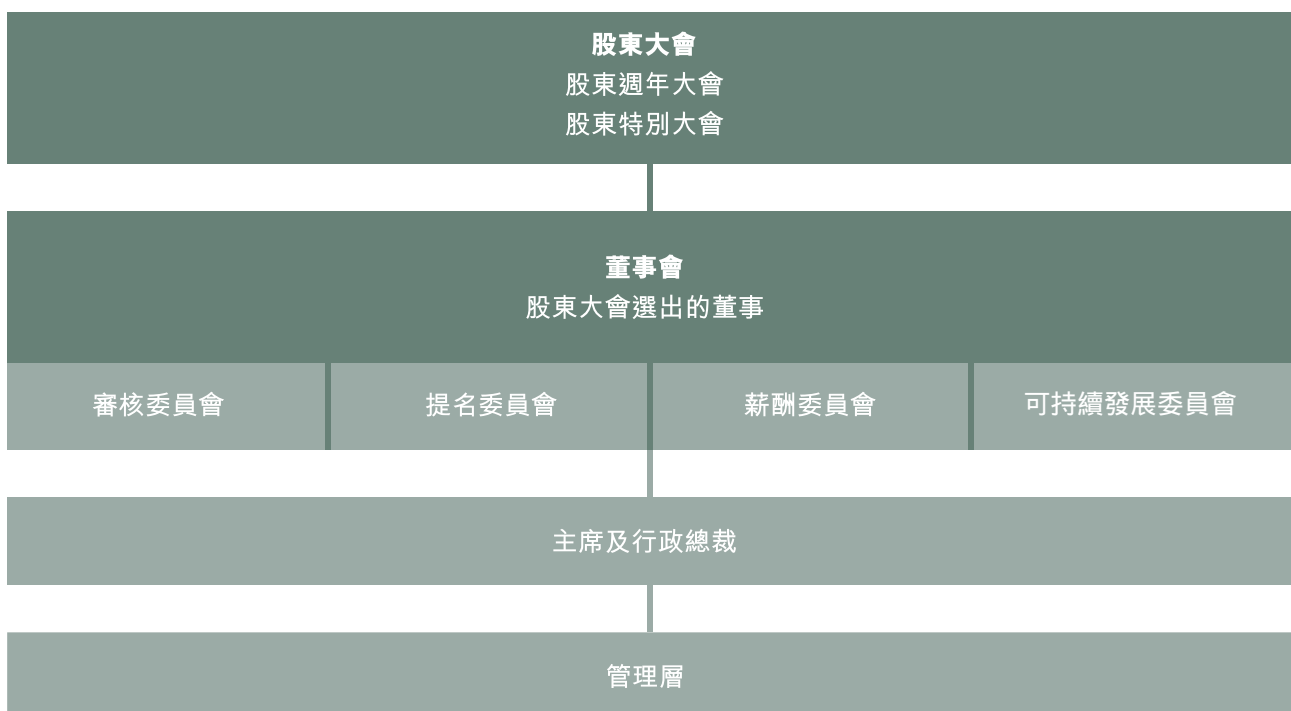 股東大會
股東週年大會
股東特別大會
董事會
股東大會選出的董事
審核委員會
提名委員會
薪酬委員會
可持續發展委員會
主席及行政總裁
管理層